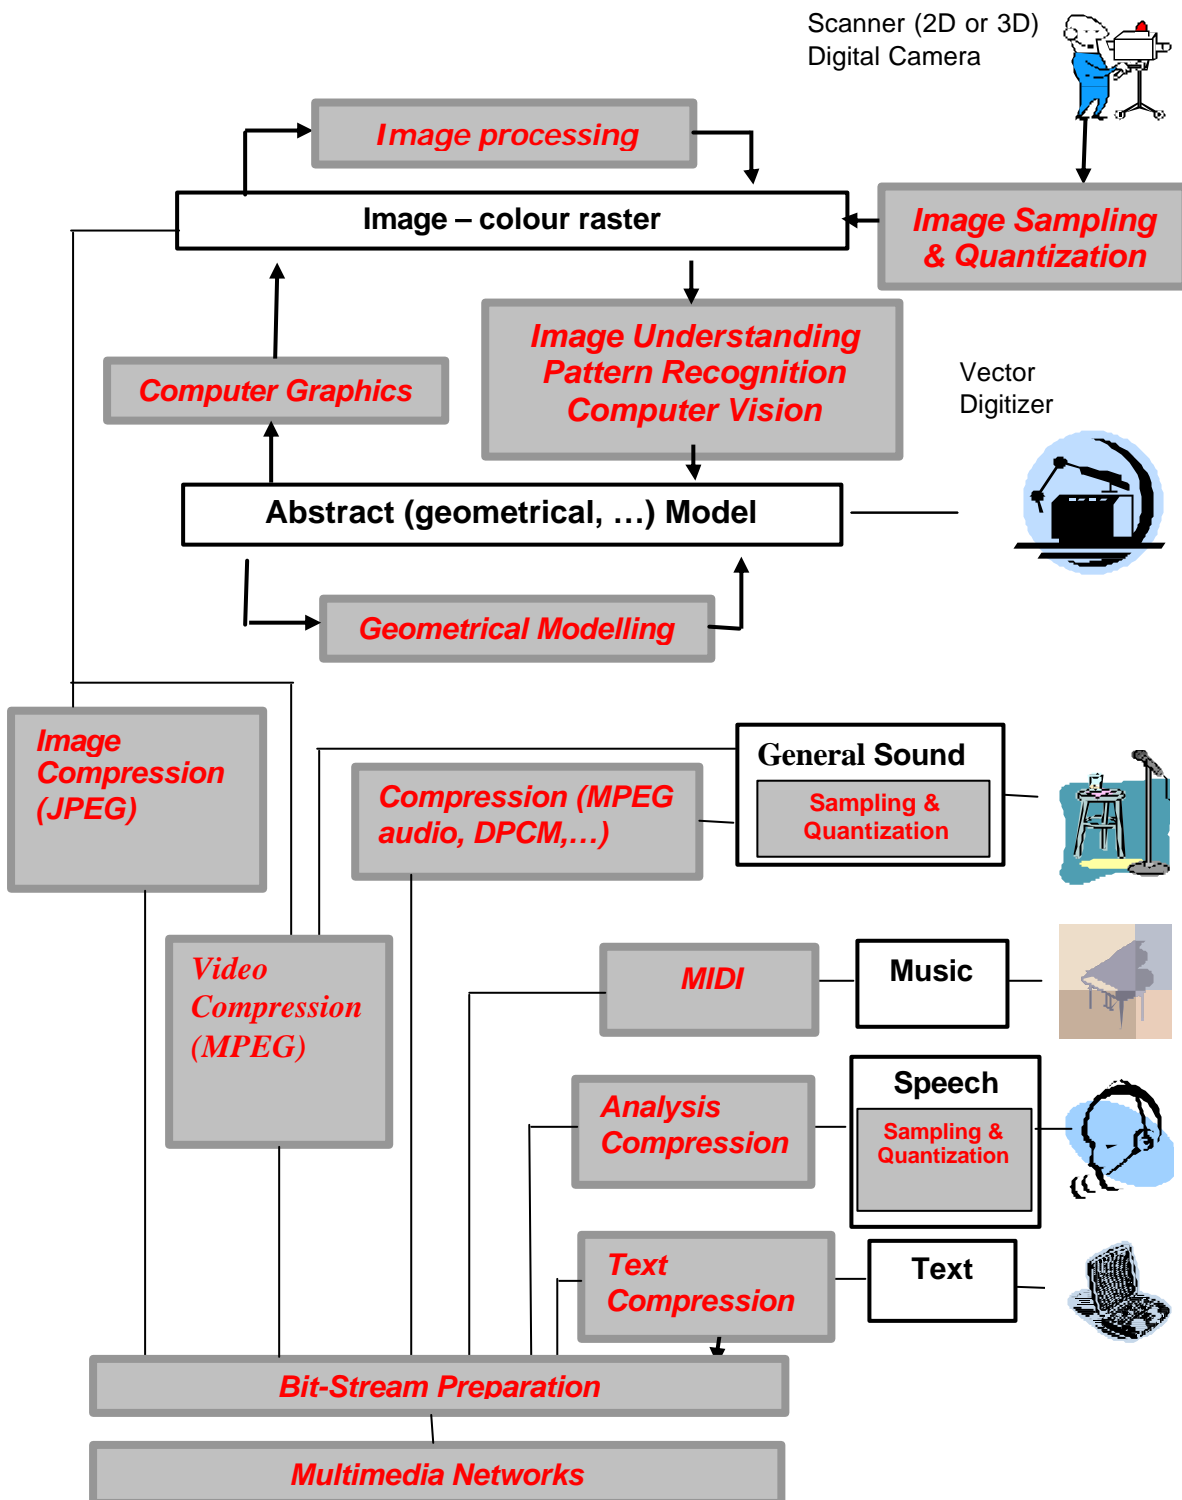 Scanner (2D or 3D)
Digital Camera
Image processing
Image – colour raster
Image Sampling
& Quantization
Image Understanding
Pattern Recognition
Computer Vision
Computer Graphics
Vector
Digitizer
Abstract (geometrical, …) Model
Geometrical Modelling
Image
Compression
(JPEG)
General Sound
Sampling &
Quantization
Compression (MPEG
audio, DPCM,…)
Video
Compression
(MPEG)
MIDI
Music
Analysis
Compression
Speech
Sampling &
Quantization
Text
Compression
Text
Bit-Stream Preparation
Multimedia Networks